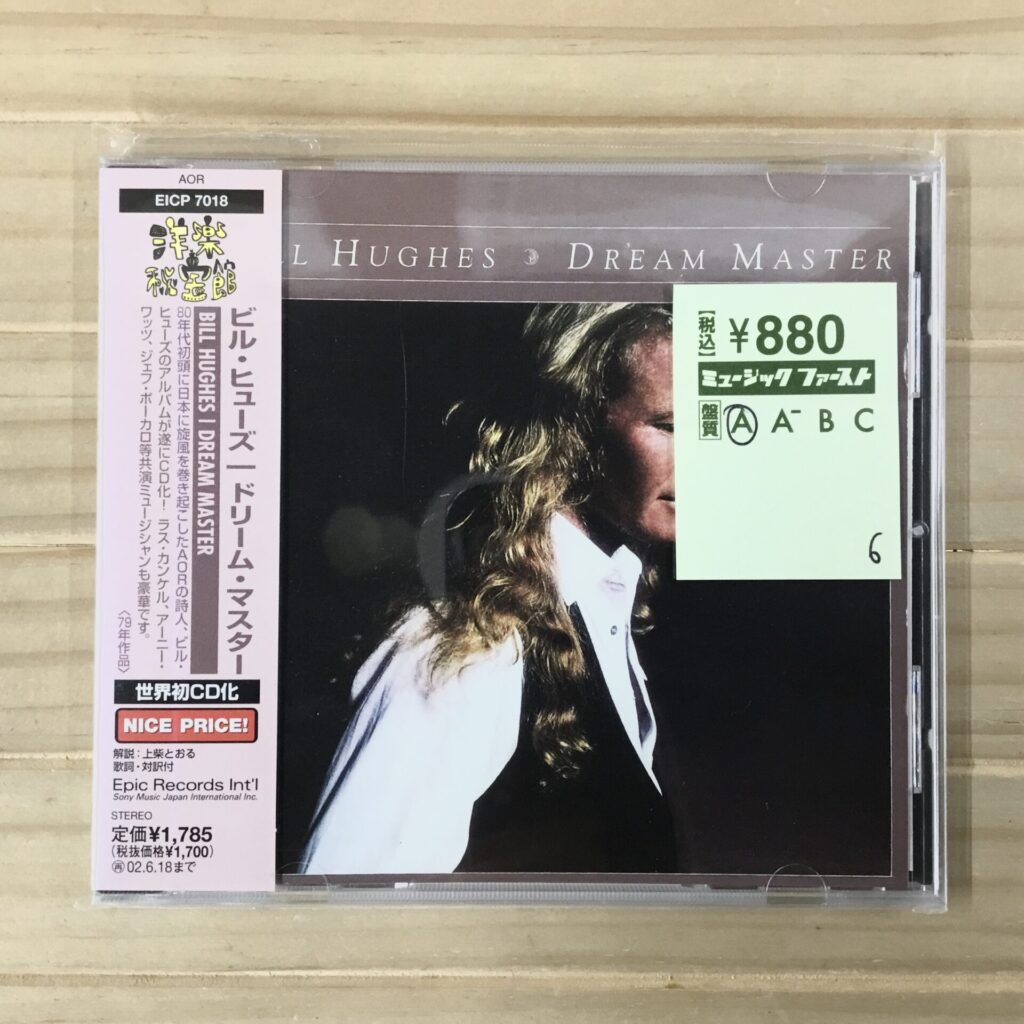 AOR
EICP 7018
洋楽
秘宝館
ビル・ヒューズ | ドリーム・マスター
BILL HUGHES | DREAM MASTER
80年代初頭に日本に旋風を巻き起こしたAORの詩人、ビル・
ヒューズのアルバムが遂にCD化! ラス・カンケル、アーニー・
ワッツ、ジェフ・ポーカロ等共演ミュージシャンも豪華です。
〈79年作品〉
世界初CD化
NICE PRICE!
解説:上柴とおる
歌詞・対訳付
Epic Records Int'l
Sony Music Japan International Inc.
STEREO
定価¥1,785
(税抜価格¥1,700)
再 02.6.18まで
LL HUGHES DREAM MASTER
【税込】 ¥880
ミュージック ファースト
盤質 A A- B C
6